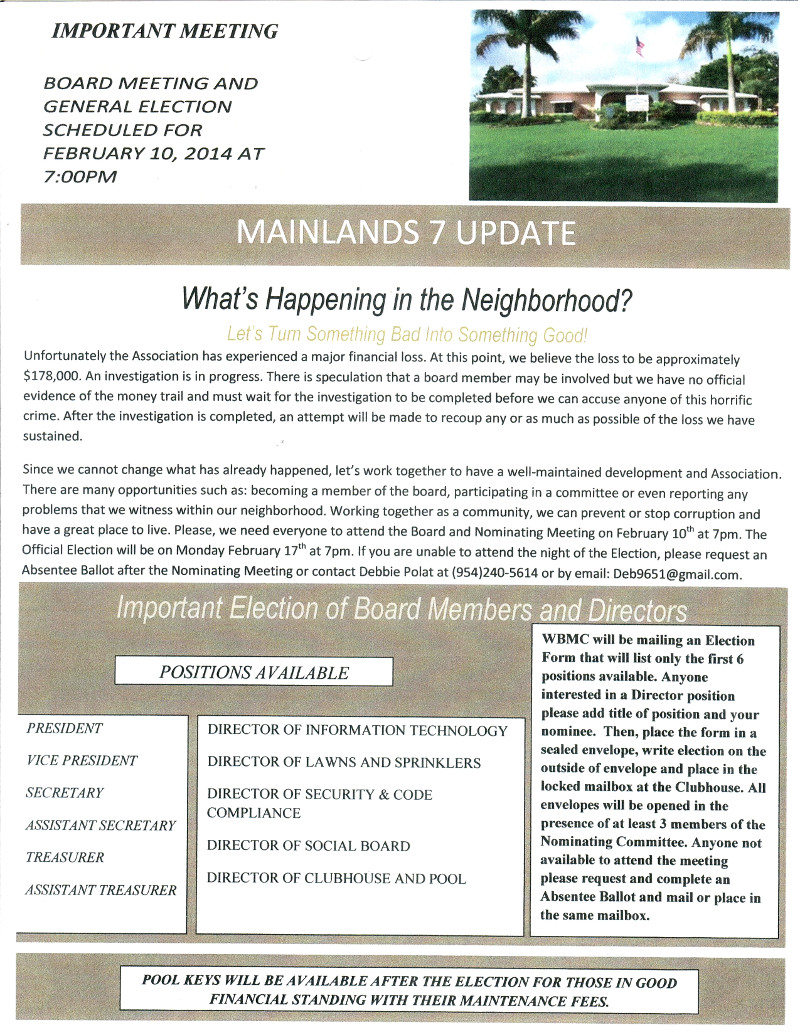 IMPORTANT MEETING
BOARD MEETING AND
GENERAL ELECTION
SCHEDULED FOR
FEBRUARY 10, 2014 AT
7:00PM
MAINLANDS 7 UPDATE
What's Happening in the Neighborhood?
Let's Turn Something Bad Into Something Good!
Unfortunately the Association has experienced a major financial loss. At this point, we believe the loss to be approximately
$178,000. An investigation is in progress. There is speculation that a board member may be involved but we have no official
evidence of the money trail and must wait for the investigation to be completed before we can accuse anyone of this horrific
crime. After the investigation is completed, an attempt will be made to recoup any or as much as possible of the loss we have
sustained.
Since we cannot change what has already happened, let's work together to have a well-maintained development and Association.
There are many opportunities such as: becoming a member of the board, participating in a committee or even reporting any
problems that we witness within our neighborhood. Working together as a community, we can prevent or stop corruption and
have a great place to live. Please, we need everyone to attend the Board and Nominating Meeting on February 10th at 7pm. The
Official Election will be on Monday February 17th at 7pm. If you are unable to attend the night of the Election, please request an
Absentee Ballot after the Nominating Meeting or contact Debbie Polat at (954)240-5614 or by email: Deb9651@gmail.com.
Important Election of Board Members and Directors
POSITIONS AVAILABLE
PRESIDENT
VICE PRESIDENT
SECRETARY
ASSISTANT SECRETARY
TREASURER
ASSISTANT TREASURER
DIRECTOR OF INFORMATION TECHNOLOGY
DIRECTOR OF LAWNS AND SPRINKLERS
DIRECTOR OF SECURITY & CODE
COMPLIANCE
DIRECTOR OF SOCIAL BOARD
DIRECTOR OF CLUBHOUSE AND POOL
WBMC will be mailing an Election
Form that will list only the first 6
positions available. Anyone
interested in a Director position
please add title of position and your
nominee. Then, place the form in a
sealed envelope, write election on the
outside of envelope and place in the
locked mailbox at the Clubhouse. All
envelopes will be opened in the
presence of at least 3 members of the
Nominating Committee. Anyone not
available to attend the meeting
please request and complete an
Absentee Ballot and mail or place in
the same mailbox.
POOL KEYS WILL BE AVAILABLE AFTER THE ELECTION FOR THOSE IN GOOD
FINANCIAL STANDING WITH THEIR MAINTENANCE FEES.